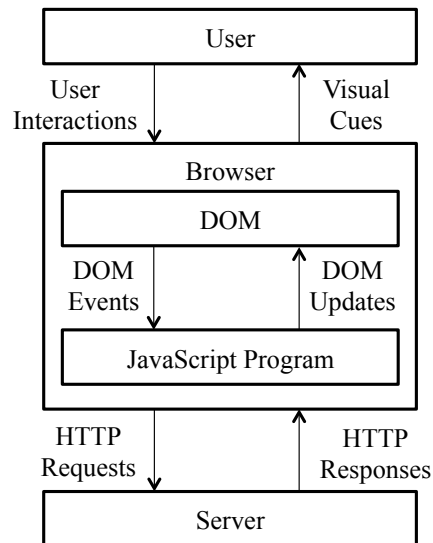 User
User
Interactions
Visual
Cues
Browser
DOM
DOM
Events
DOM
Updates
JavaScript Program
HTTP
Requests
HTTP
Responses
Server